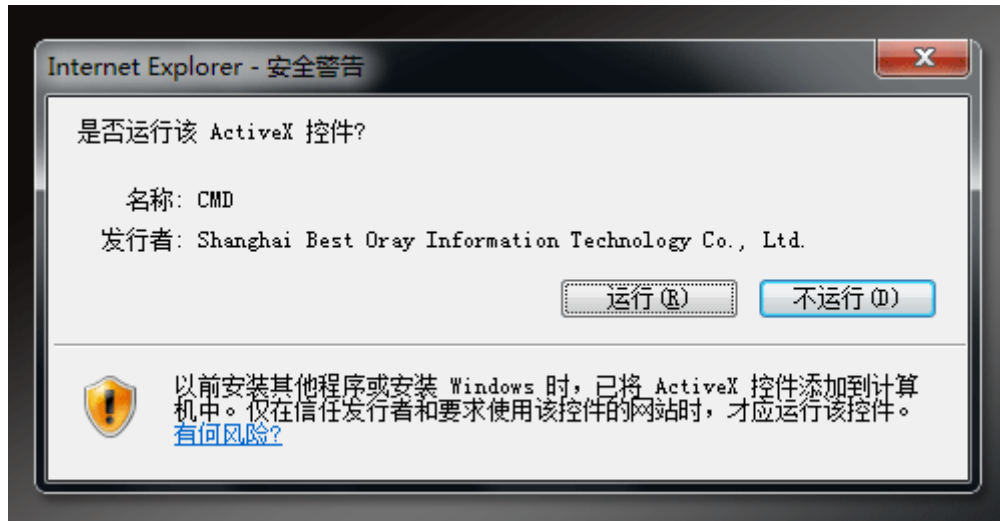 Internet Explorer - 安全警告
是否运行该 ActiveX 控件?
名称: CMD
发行者: Shanghai Best Oray Information Technology Co., Ltd.
运行(R) 不运行(D)
以前安装其他程序或安装 Windows 时，已将 ActiveX 控件添加到计算
机中。仅在信任发行者和要求使用该控件的网站时，才应运行该控件。
有何风险?